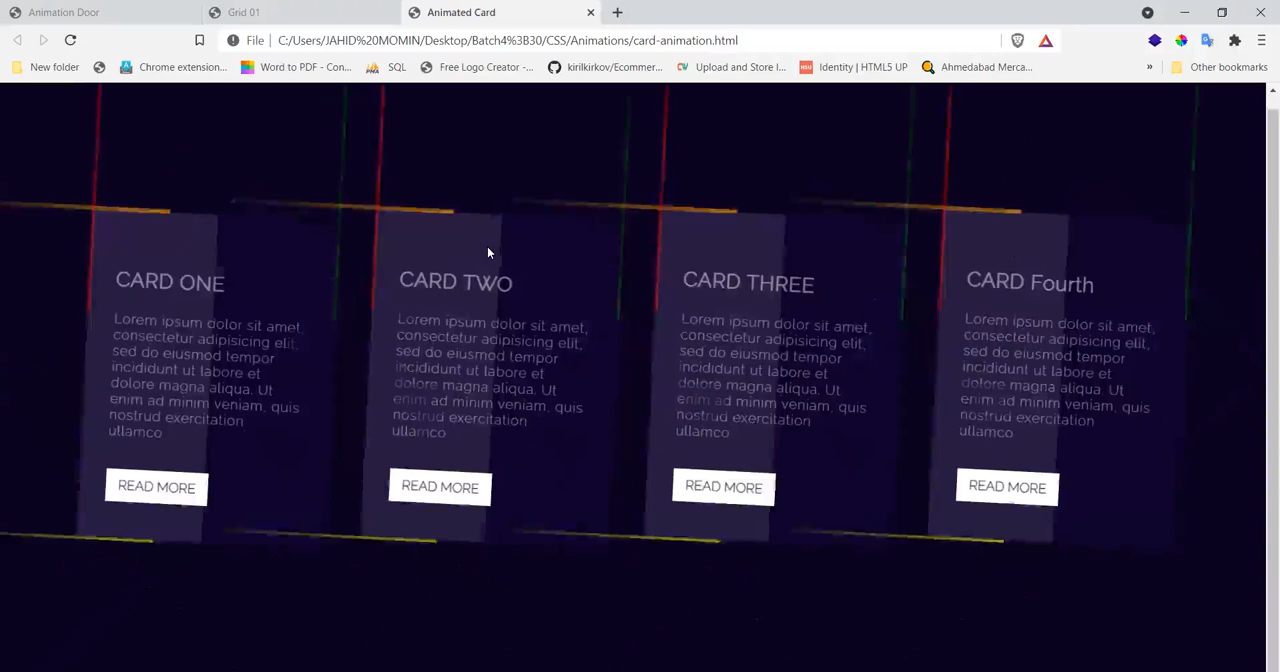 Animation Door
Grid 01
Animated Card
File
C:/Users/JAHID%20MOMIN/Desktop/Batch4%3B30/CSS/Animations/card-animation.html
New folder
Chrome extension...
Word to PDF - Con...
SQL
Free Logo Creator -...
kirilkirkov/Ecommer...
Upload and Store I...
Identity | HTML5 UP
Ahmedabad Merca...
»
Other bookmarks
CARD ONE
Lorem ipsum dolor sit amet,
consectetur adipisicing elit,
sed do eiusmod tempor
incididunt ut labore et
dolore magna aliqua. Ut
enim ad minim veniam, quis
nostrud exercitation
ullamco
READ MORE
CARD TWO
Lorem ipsum dolor sit amet,
consectetur adipisicing elit,
sed do eiusmod tempor
incididunt ut labore et
dolore magna aliqua. Ut
enim ad minim veniam, quis
nostrud exercitation
ullamco
READ MORE
CARD THREE
Lorem ipsum dolor sit amet,
consectetur adipisicing elit,
sed do eiusmod tempor
incididunt ut labore et
dolore magna aliqua. Ut
enim ad minim veniam, quis
nostrud exercitation
ullamco
READ MORE
CARD Fourth
Lorem ipsum dolor sit amet,
consectetur adipisicing elit,
sed do eiusmod tempor
incididunt ut labore et
dolore magna aliqua. Ut
enim ad minim veniam, quis
nostrud exercitation
ullamco
READ MORE